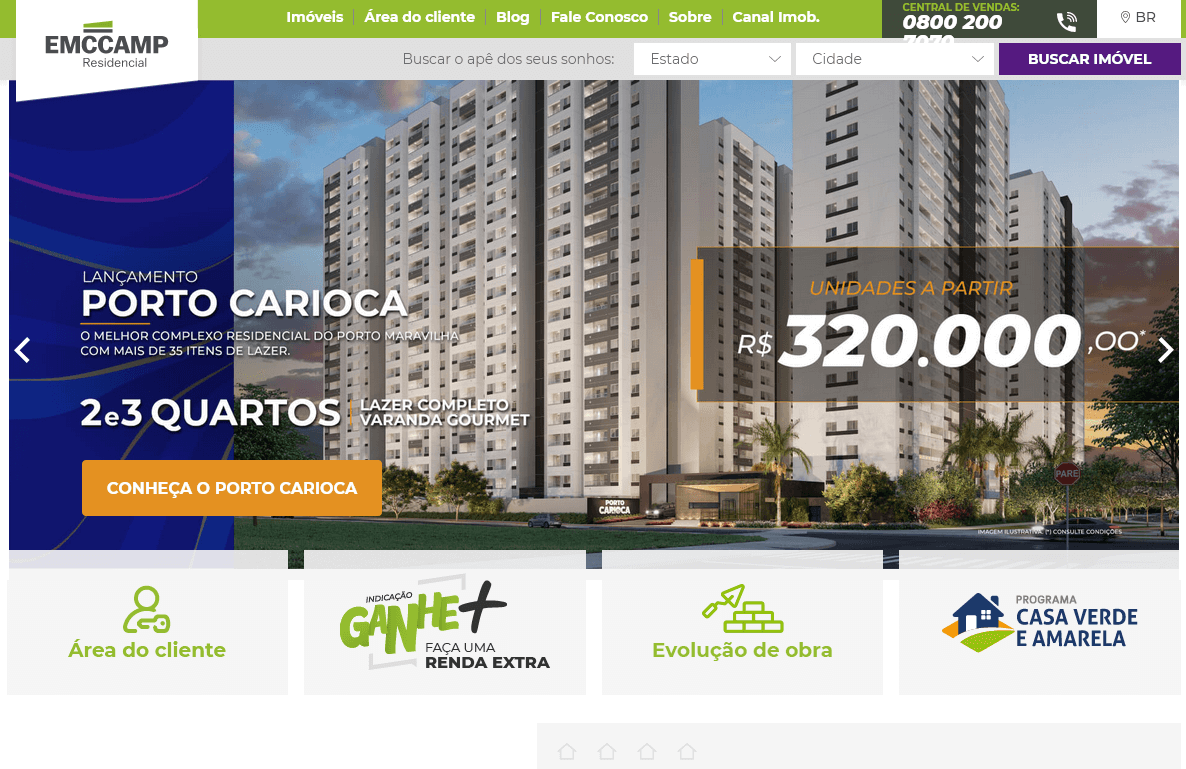 EMCCAMP
Residencial
Imóveis
Área do cliente
Blog
Fale Conosco
Sobre
Canal Imob.
CENTRAL DE VENDAS:
0800 200
BR
Buscar o apê dos seus sonhos:
Estado
Cidade
BUSCAR IMÓVEL
LANÇAMENTO
PORTO CARIOCA
O MELHOR COMPLEXO RESIDENCIAL DO PORTO MARAVILHA
COM MAIS DE 35 ITENS DE LAZER.
2e3 QUARTOS
LAZER COMPLETO
VARANDA GOURMET
CONHEÇA O PORTO CARIOCA
UNIDADES A PARTIR
R$ 320.000,00*
PARE
PORTO
CARIOCA
IMAGEM ILUSTRATIVA. (*) CONSULTE CONDIÇÕES
Área do cliente
INDICAÇÃO
GANHE+
FAÇA UMA
RENDA EXTRA
Evolução de obra
PROGRAMA
CASA VERDE
E AMARELA